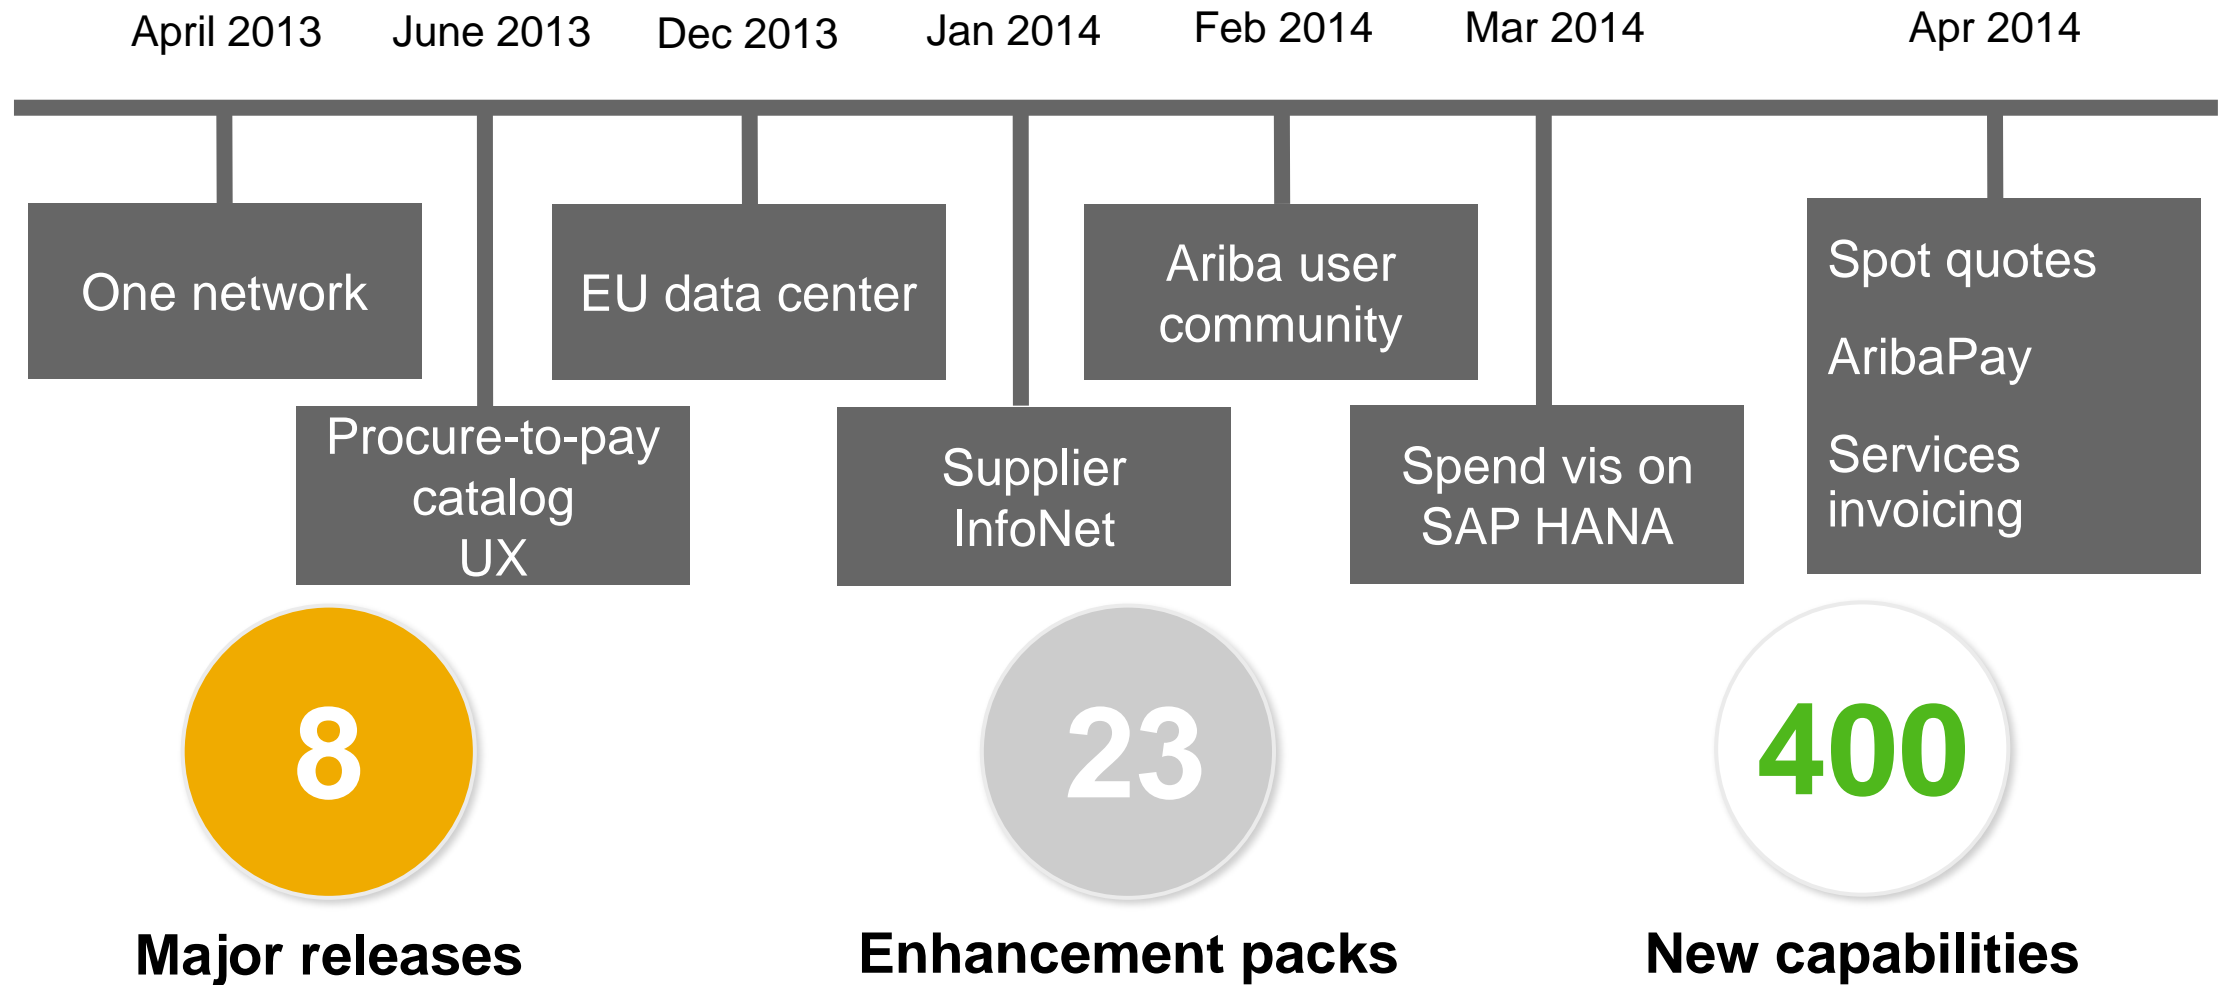 April 2013
June 2013
Dec 2013
Jan 2014
Feb 2014
Mar 2014
Apr 2014
One network
Procure-to-pay
catalog
UX
EU data center
Supplier
InfoNet
Ariba user
community
Spend vis on
SAP HANA
Spot quotes
AribaPay
Services
invoicing
8
Major releases
23
Enhancement packs
400
New capabilities